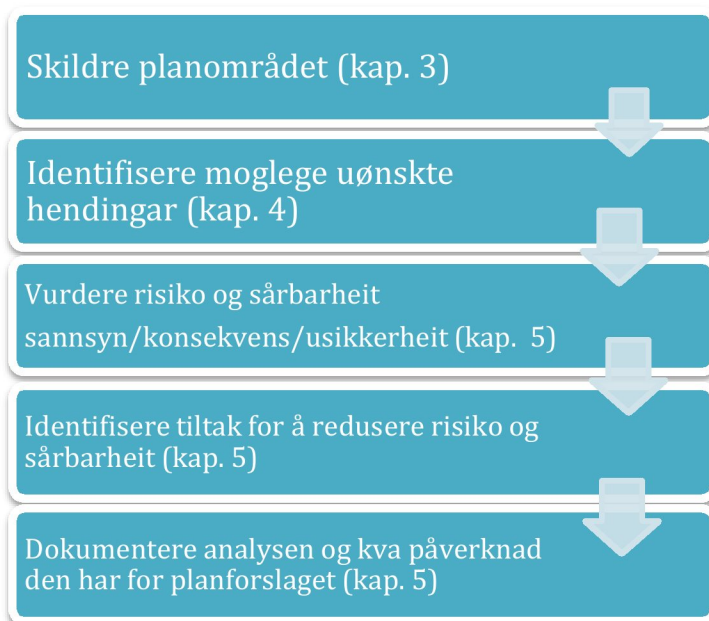 Skildre planområdet (kap. 3)
Identifisere moglege uønskte
hendingar (kap. 4)
Vurdere risiko og sårbarheit
sannsyn/konsekvens/usikkerheit (kap. 5)
Identifisere tiltak for å redusere risiko og
sårbarheit (kap. 5)
Dokumentere analysen og kva påverknad
den har for planforslaget (kap. 5)